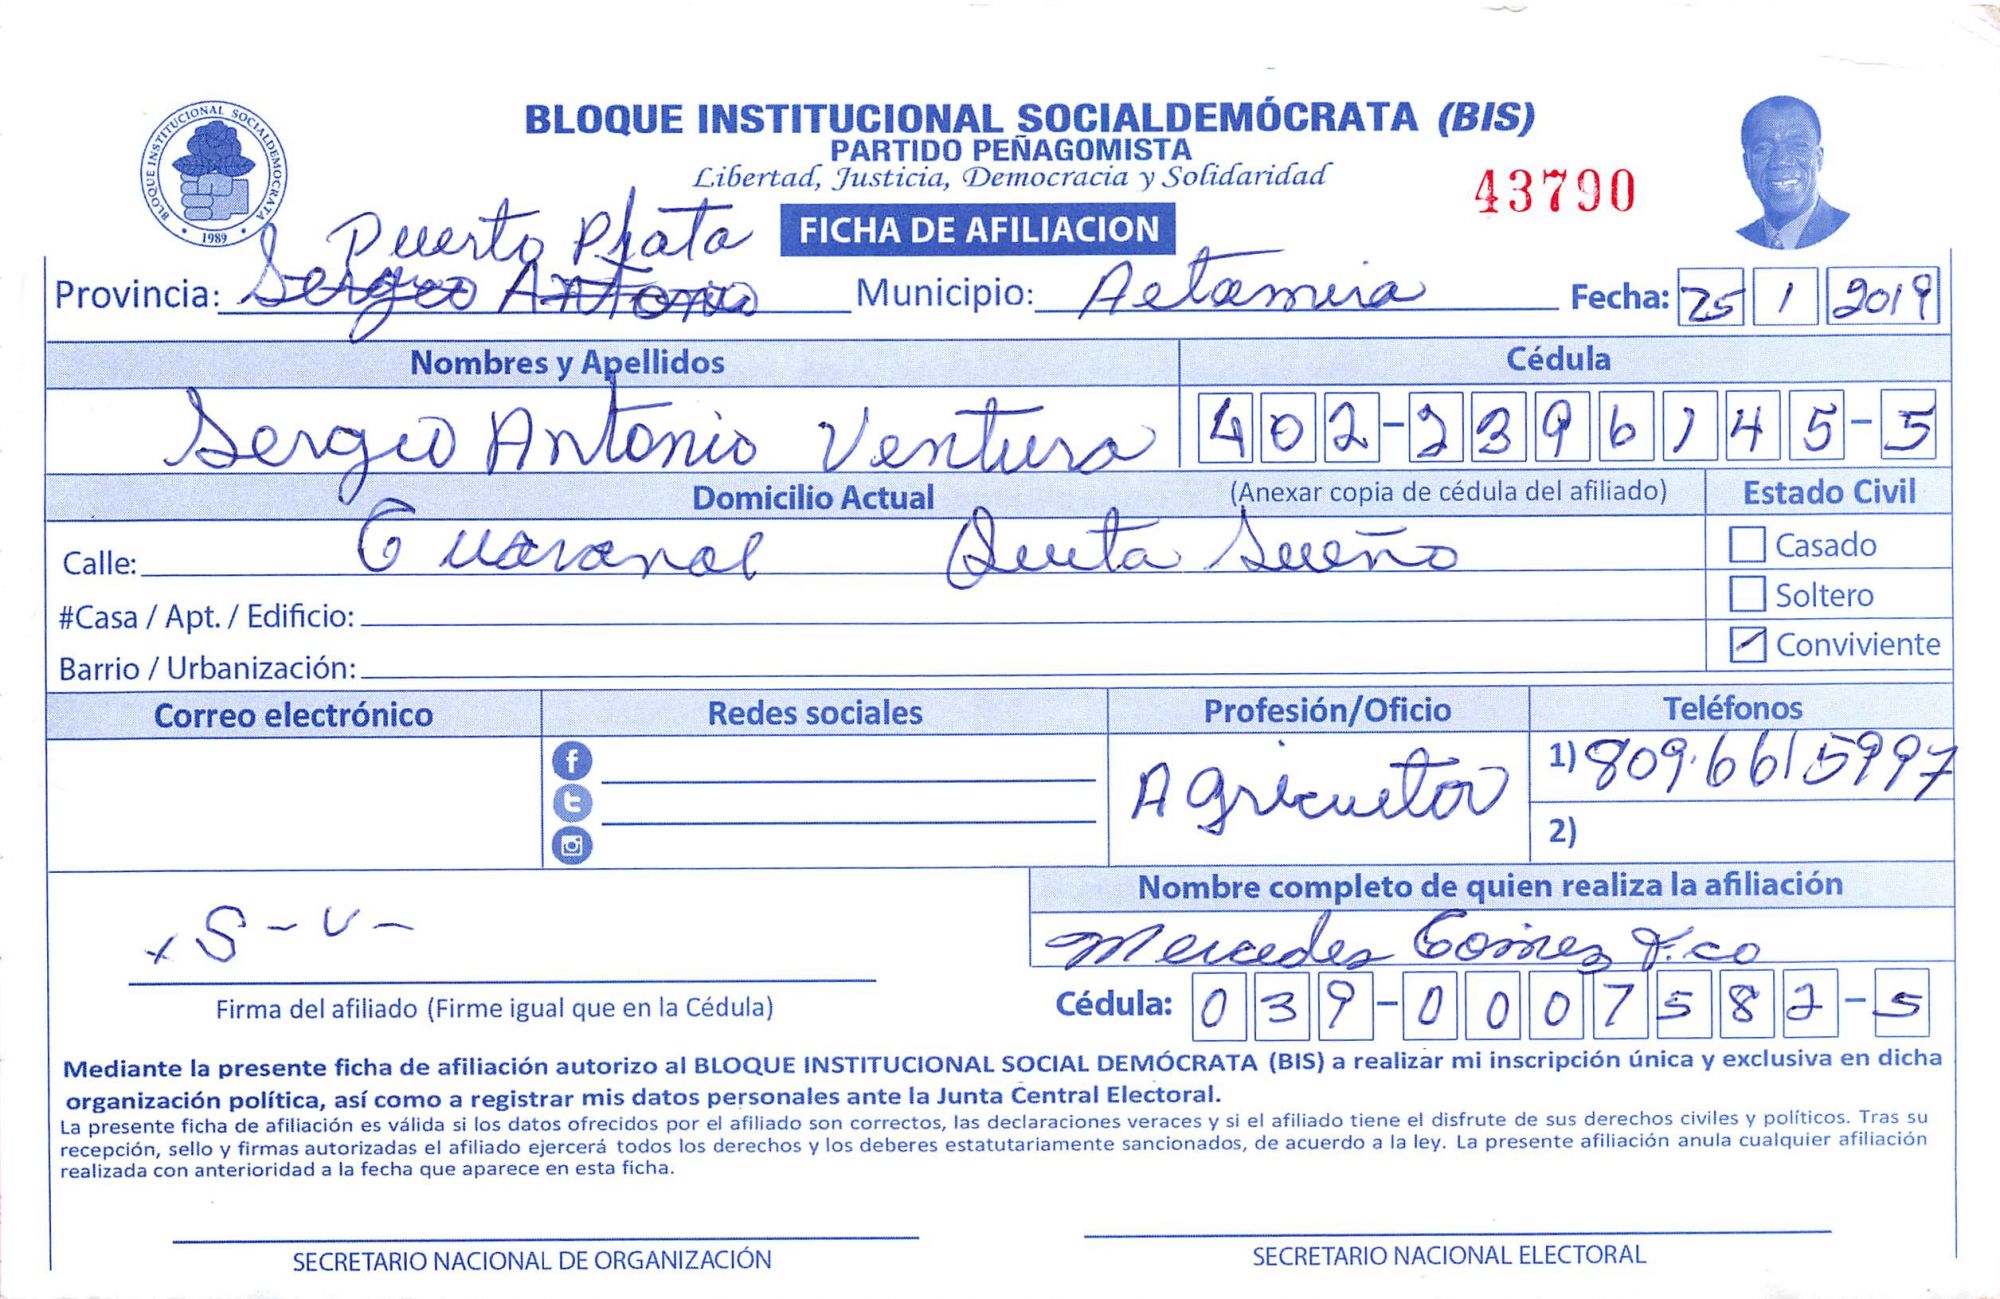 BLOQUE INSTITUCIONAL SOCIALDEMÓCRATA (BIS)
PARTIDO PEÑAGOMISTA
Libertad, Justicia, Democracia y Solidaridad
43790
BLOQUE INSTITUCIONAL SOCIALDEMOCRATA
1989
FICHA DE AFILIACION
Puerto Plata
Provincia: Sergio Antonio Municipio: Altamira Fecha: 25 1 2019
Nombres y Apellidos Cédula
Sergio Antonio Ventura 402-2396145-5
Domicilio Actual (Anexar copia de cédula del afiliado) Estado Civil
Calle: Guaranal Quita Sueño
Casado
#Casa / Apt. / Edificio:
Soltero
Barrio / Urbanización:
Conviviente
Correo electrónico Redes sociales Profesión/Oficio Teléfonos
Agricultor 1) 809.6615997
2)
Nombre completo de quien realiza la afiliación
x S - v - Mercedes Gomez F.co
Firma del afiliado (Firme igual que en la Cédula) Cédula: 039-0007582-5
Mediante la presente ficha de afiliación autorizo al BLOQUE INSTITUCIONAL SOCIAL DEMÓCRATA (BIS) a realizar mi inscripción única y exclusiva en dicha
organización política, así como a registrar mis datos personales ante la Junta Central Electoral.
La presente ficha de afiliación es válida si los datos ofrecidos por el afiliado son correctos, las declaraciones veraces y si el afiliado tiene el disfrute de sus derechos civiles y políticos. Tras su
recepción, sello y firmas autorizadas el afiliado ejercerá todos los derechos y los deberes estatutariamente sancionados, de acuerdo a la ley. La presente afiliación anula cualquier afiliación
realizada con anterioridad a la fecha que aparece en esta ficha.
SECRETARIO NACIONAL DE ORGANIZACIÓN SECRETARIO NACIONAL ELECTORAL